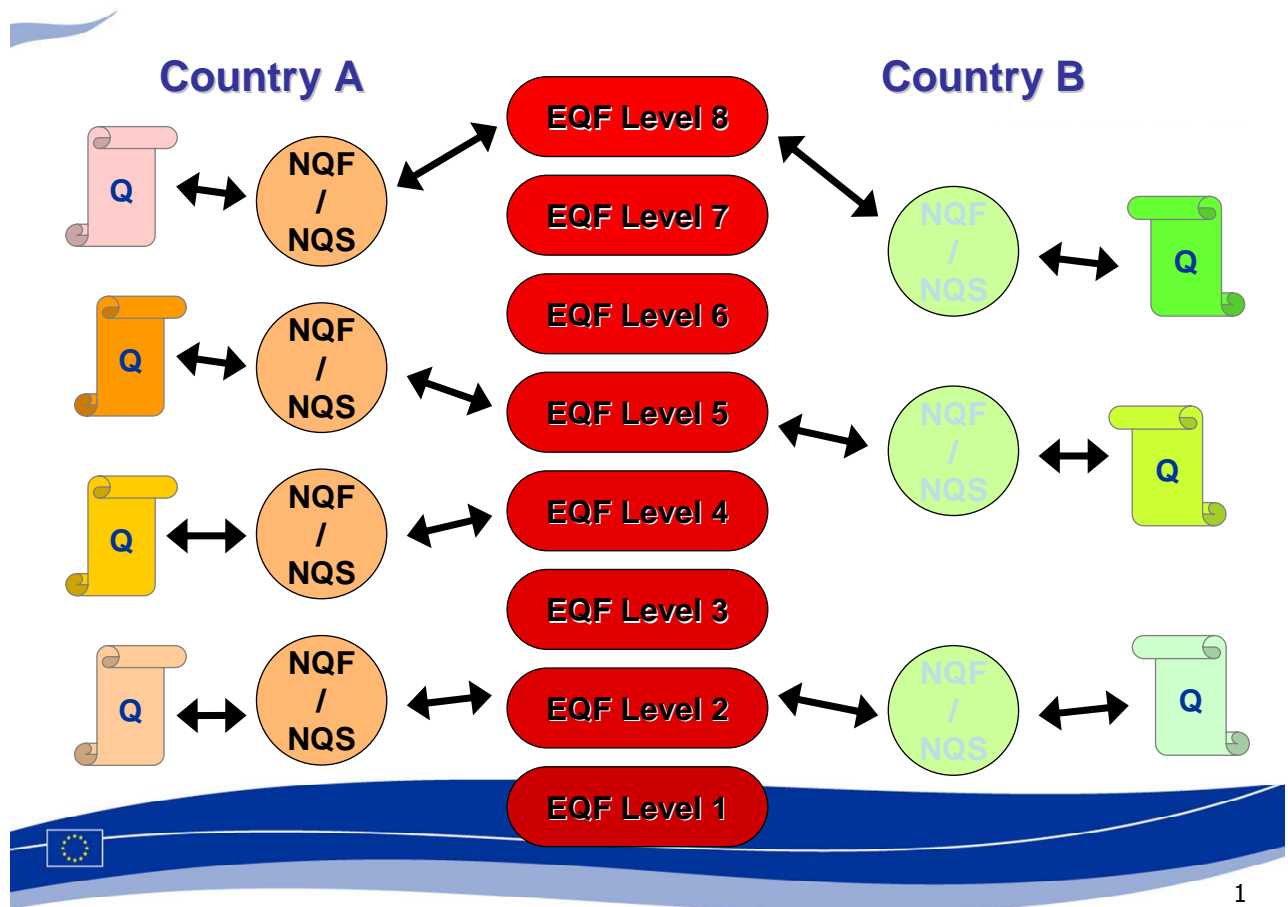 Country A
Country B
EQF Level 8
EQF Level 7
EQF Level 6
EQF Level 5
EQF Level 4
EQF Level 3
EQF Level 2
EQF Level 1
Q
NQF
/
NQS
Q
NQF
/
NQS
Q
NQF
/
NQS
Q
NQF
/
NQS
NQF
/
NQS
Q
NQF
/
NQS
Q
NQF
/
NQS
Q
1